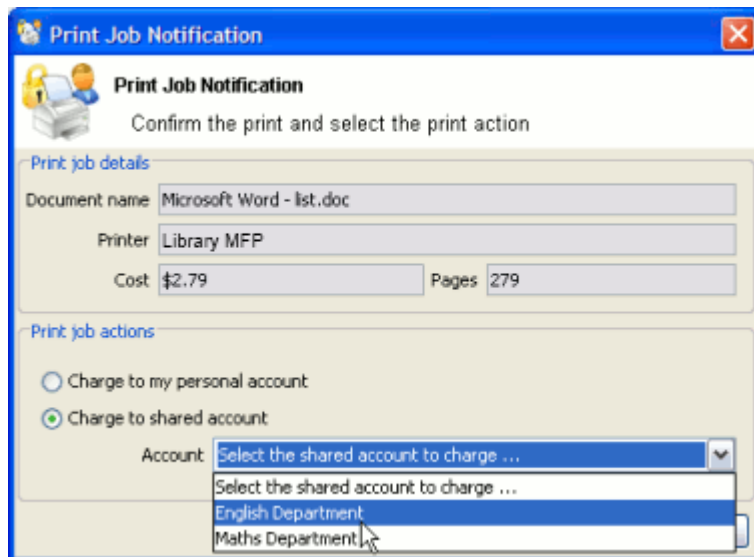 Print Job Notification
Print Job Notification
Confirm the print and select the print action
Print job details
Document name Microsoft Word - list.doc
Printer Library MFP
Cost $2.79 Pages 279
Print job actions
Charge to my personal account
Charge to shared account
Account Select the shared account to charge ...
Select the shared account to charge ...
English Department
Maths Department